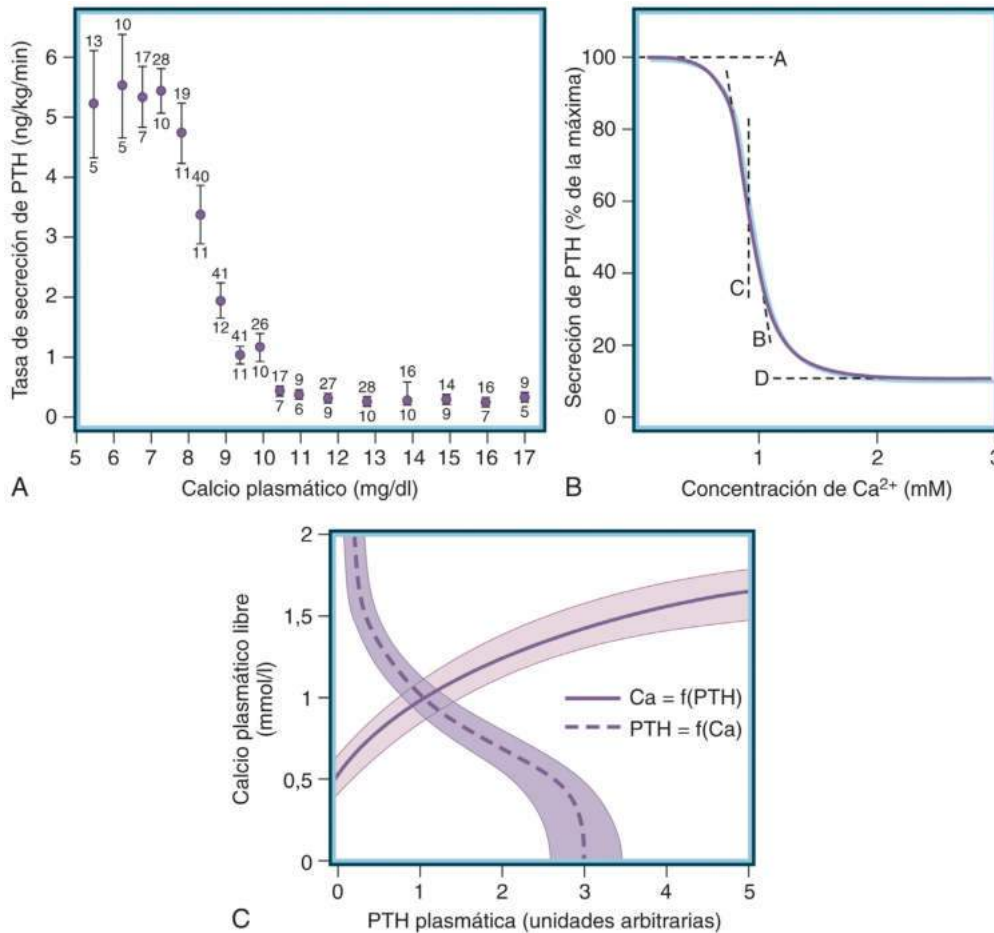 Tasa de secreción de PTH (ng/kg/min)
6
5
4
3
2
1
0
13
5
10
5
17
7
28
10
19
11
40
11
41
12
41
11
26
10
17
7
9
6
27
9
28
10
16
10
14
9
16
7
9
5
5 6 7 8 9 10 11 12 13 14 15 16 17
A
Calcio plasmático (mg/dl)
Secreción de PTH (% de la máxima)
100
80
60
40
20
0
A
C
B
D
1 2 3
B
Concentración de Ca²⁺ (mM)
Calcio plasmático libre
(mmol/l)
2
1,5
1
0,5
0
Ca = f(PTH)
PTH = f(Ca)
0 1 2 3 4 5
C
PTH plasmática (unidades arbitrarias)